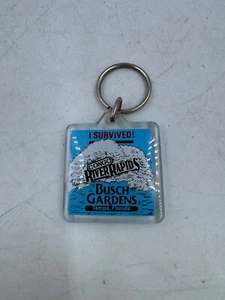 I SURVIVED!
CONGO
RIVER RAPIDS
BUSCH
GARDENS
Tampa, Florida